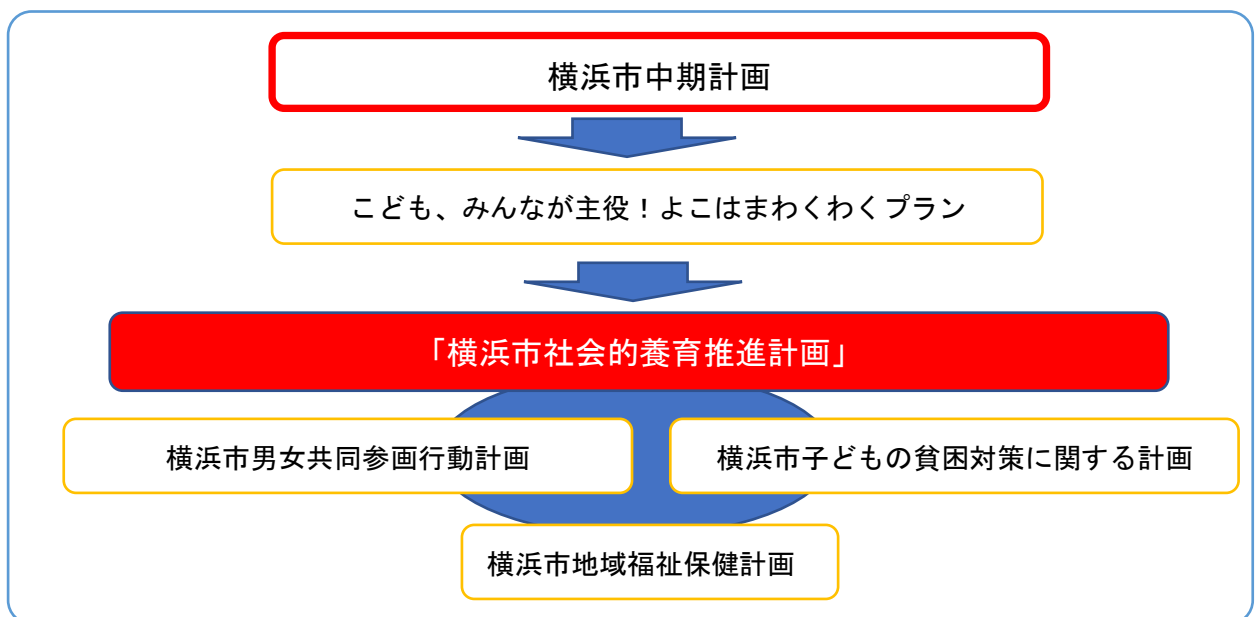 横浜市中期計画
こども、みんなが主役！よこはまわくわくプラン
「横浜市社会的養育推進計画」
横浜市男女共同参画行動計画
横浜市子どもの貧困対策に関する計画
横浜市地域福祉保健計画